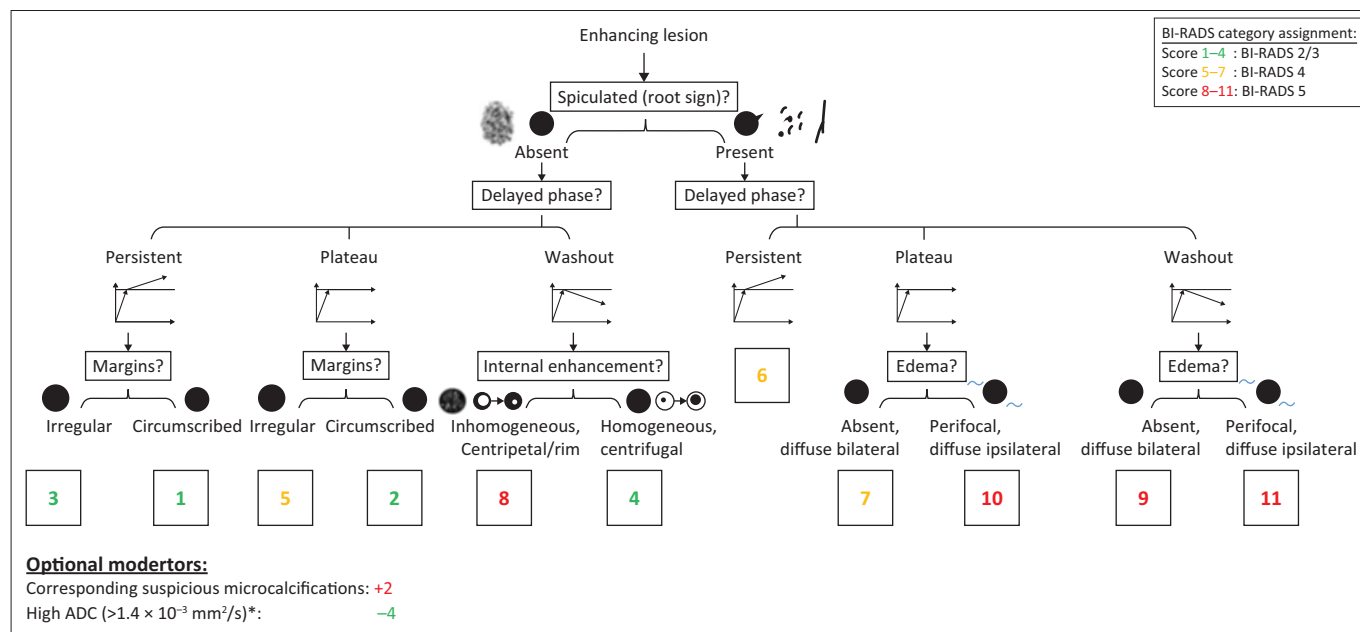 Enhancing lesion
BI-RADS category assignment:
Score 1–4 : BI-RADS 2/3
Score 5–7 : BI-RADS 4
Score 8–11: BI-RADS 5
Spiculated (root sign)?
Absent Present
Delayed phase? Delayed phase?
Persistent Plateau Washout Persistent Plateau Washout
Margins? Margins? Internal enhancement? 6 Edema? Edema?
Irregular Circumscribed Irregular Circumscribed Inhomogeneous, Homogeneous, Absent, Perifocal, Absent, Perifocal,
Centripetal/rim centrifugal diffuse bilateral diffuse ipsilateral diffuse bilateral diffuse ipsilateral
3 1 5 2 8 4 7 10 9 11
Optional modertors:
Corresponding suspicious microcalcifications: +2
High ADC (>1.4 × 10⁻³ mm²/s)*: –4